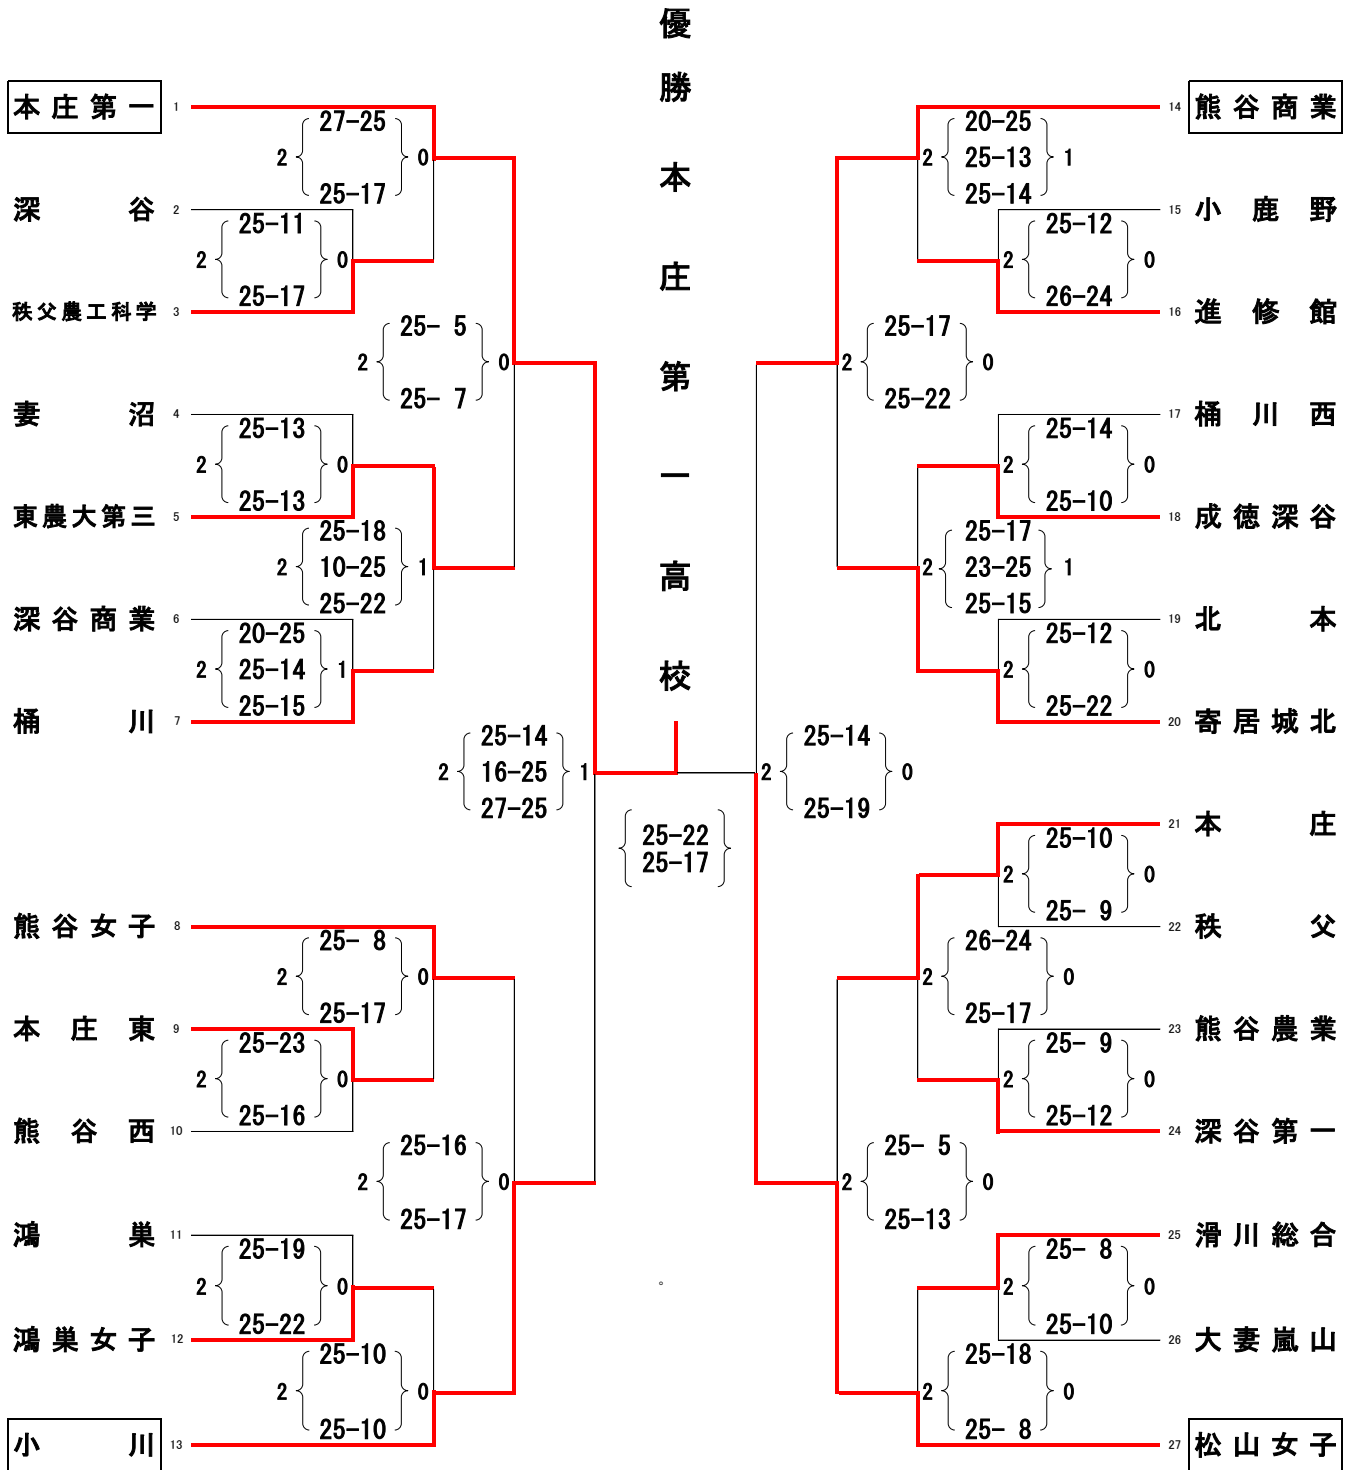 優勝 本庄第一高校
本庄第一 1
27-25
2 0
25-17
深谷 2
25-11
2 0
25-17
秩父農工科学 3
25- 5
2 0
25- 7
妻沼 4
25-13
2 0
25-13
東農大第三 5
25-18
2 10-25 1
25-22
深谷商業 6
20-25
2 25-14 1
25-15
桶川 7
25-14
2 16-25 1
27-25
25-22
25-17
熊谷女子 8
25- 8
2 0
25-17
本庄東 9
25-23
2 0
25-16
熊谷西 10
25-16
2 0
25-17
鴻巣 11
25-19
2 0
25-22
鴻巣女子 12
25-10
2 0
25-10
小川 13
14 熊谷商業
20-25
2 25-13 1
25-14
15 小鹿野
25-12
2 0
26-24
16 進修館
25-17
2 0
25-22
17 桶川西
25-14
2 0
25-10
18 成徳深谷
25-17
2 23-25 1
25-15
19 北本
25-12
2 0
25-22
20 寄居城北
25-14
2 0
25-19
21 本庄
25-10
2 0
25- 9
22 秩父
26-24
2 0
25-17
23 熊谷農業
25- 9
2 0
25-12
24 深谷第一
25- 5
2 0
25-13
25 滑川総合
25- 8
2 0
25-10
26 大妻嵐山
25-18
2 0
25- 8
27 松山女子
。